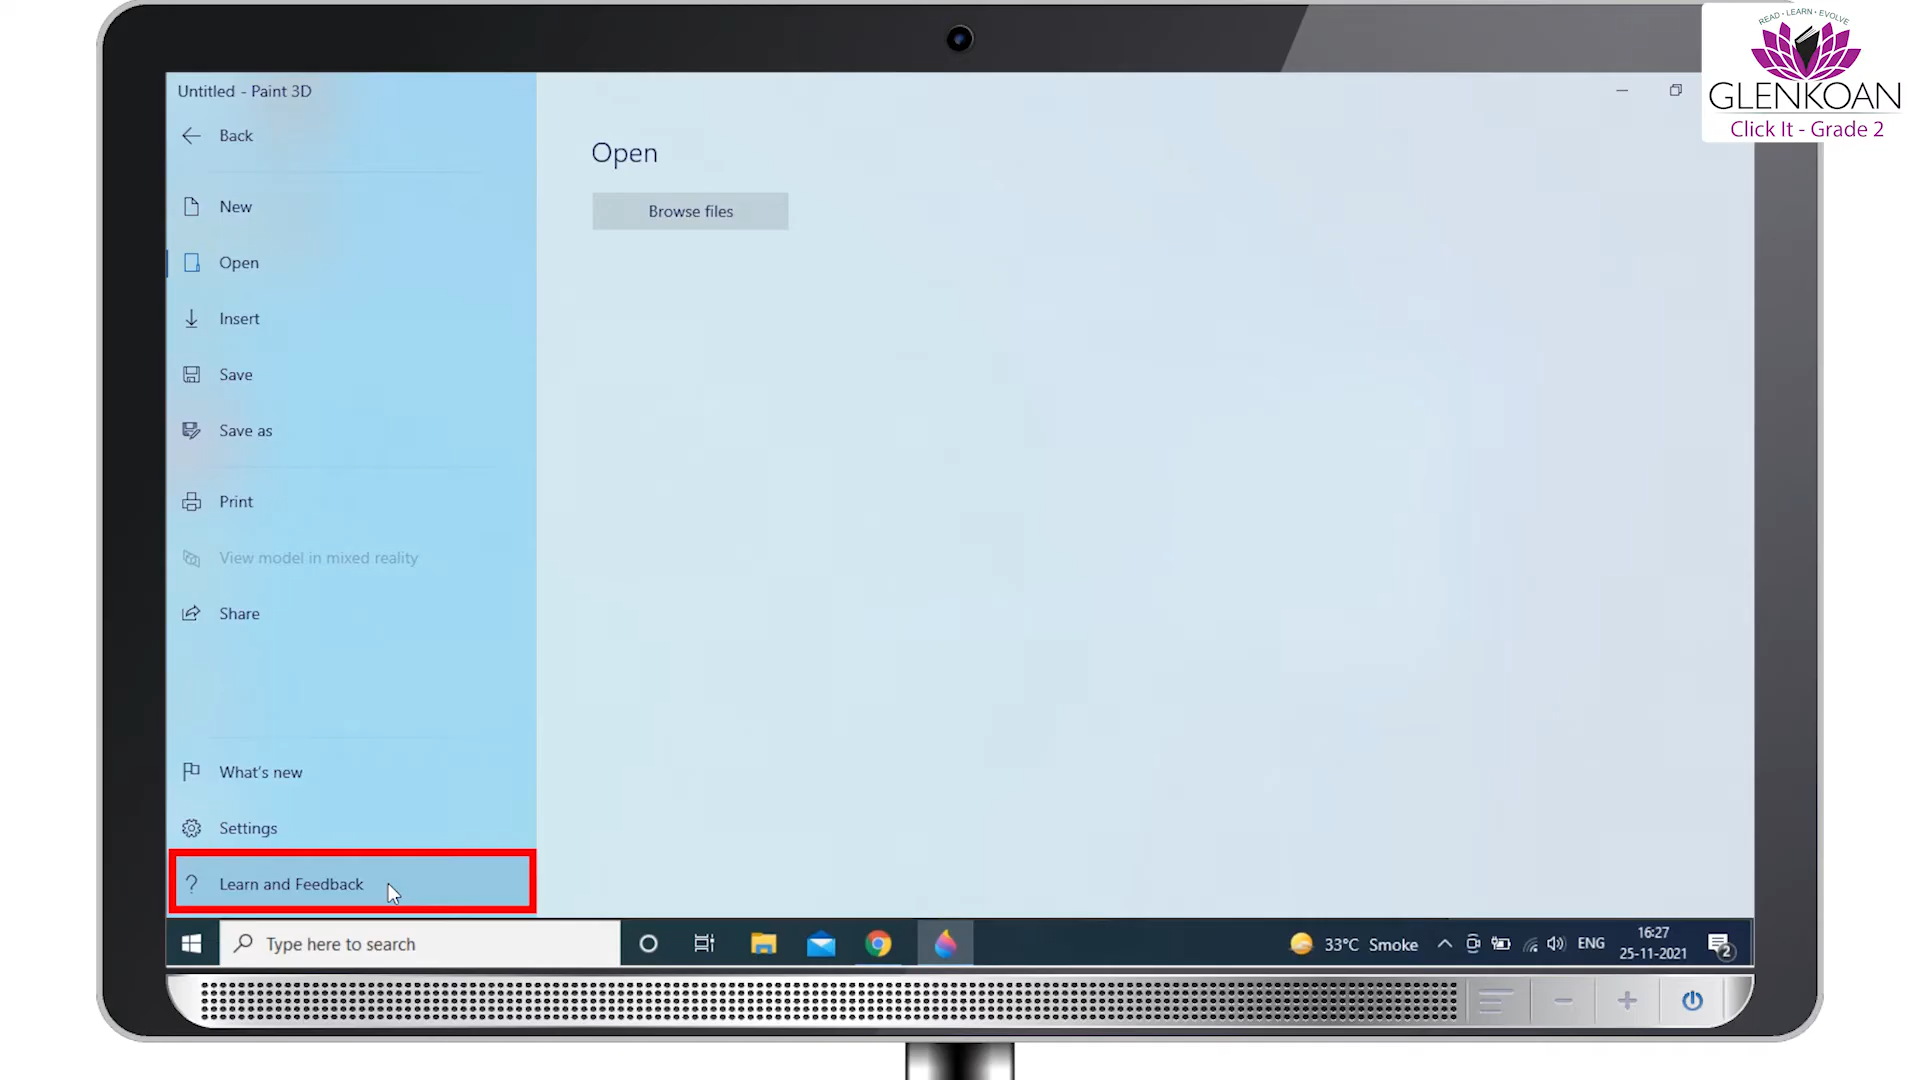 READ • LEARN • EVOLVE
GLENKOAN
Click It - Grade 2
Untitled - Paint 3D
Back
New
Open
Insert
Save
Save as
Print
View model in mixed reality
Share
What's new
Settings
Learn and Feedback
Open
Browse files
Type here to search
33°C Smoke
ENG
16:27
25-11-2021
2